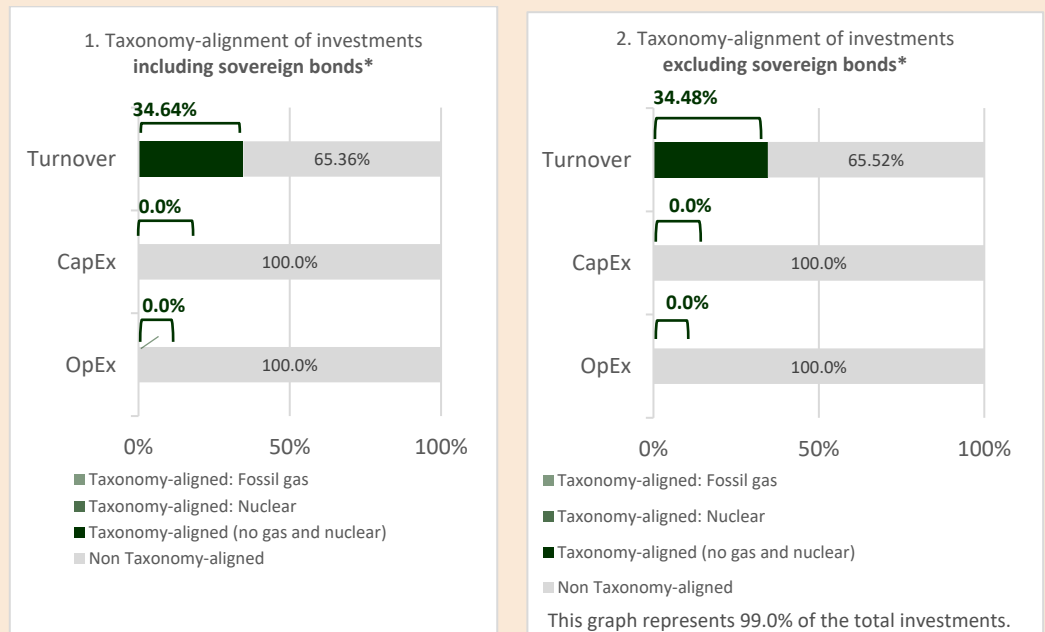 1. Taxonomy-alignment of investments
including sovereign bonds*
34.64%
Turnover
65.36%
0.0%
CapEx
100.0%
0.0%
OpEx
100.0%
0%
50%
100%
Taxonomy-aligned: Fossil gas
Taxonomy-aligned: Nuclear
Taxonomy-aligned (no gas and nuclear)
Non Taxonomy-aligned
2. Taxonomy-alignment of investments
excluding sovereign bonds*
34.48%
Turnover
65.52%
0.0%
CapEx
100.0%
0.0%
OpEx
100.0%
0%
50%
100%
Taxonomy-aligned: Fossil gas
Taxonomy-aligned: Nuclear
Taxonomy-aligned (no gas and nuclear)
Non Taxonomy-aligned
This graph represents 99.0% of the total investments.